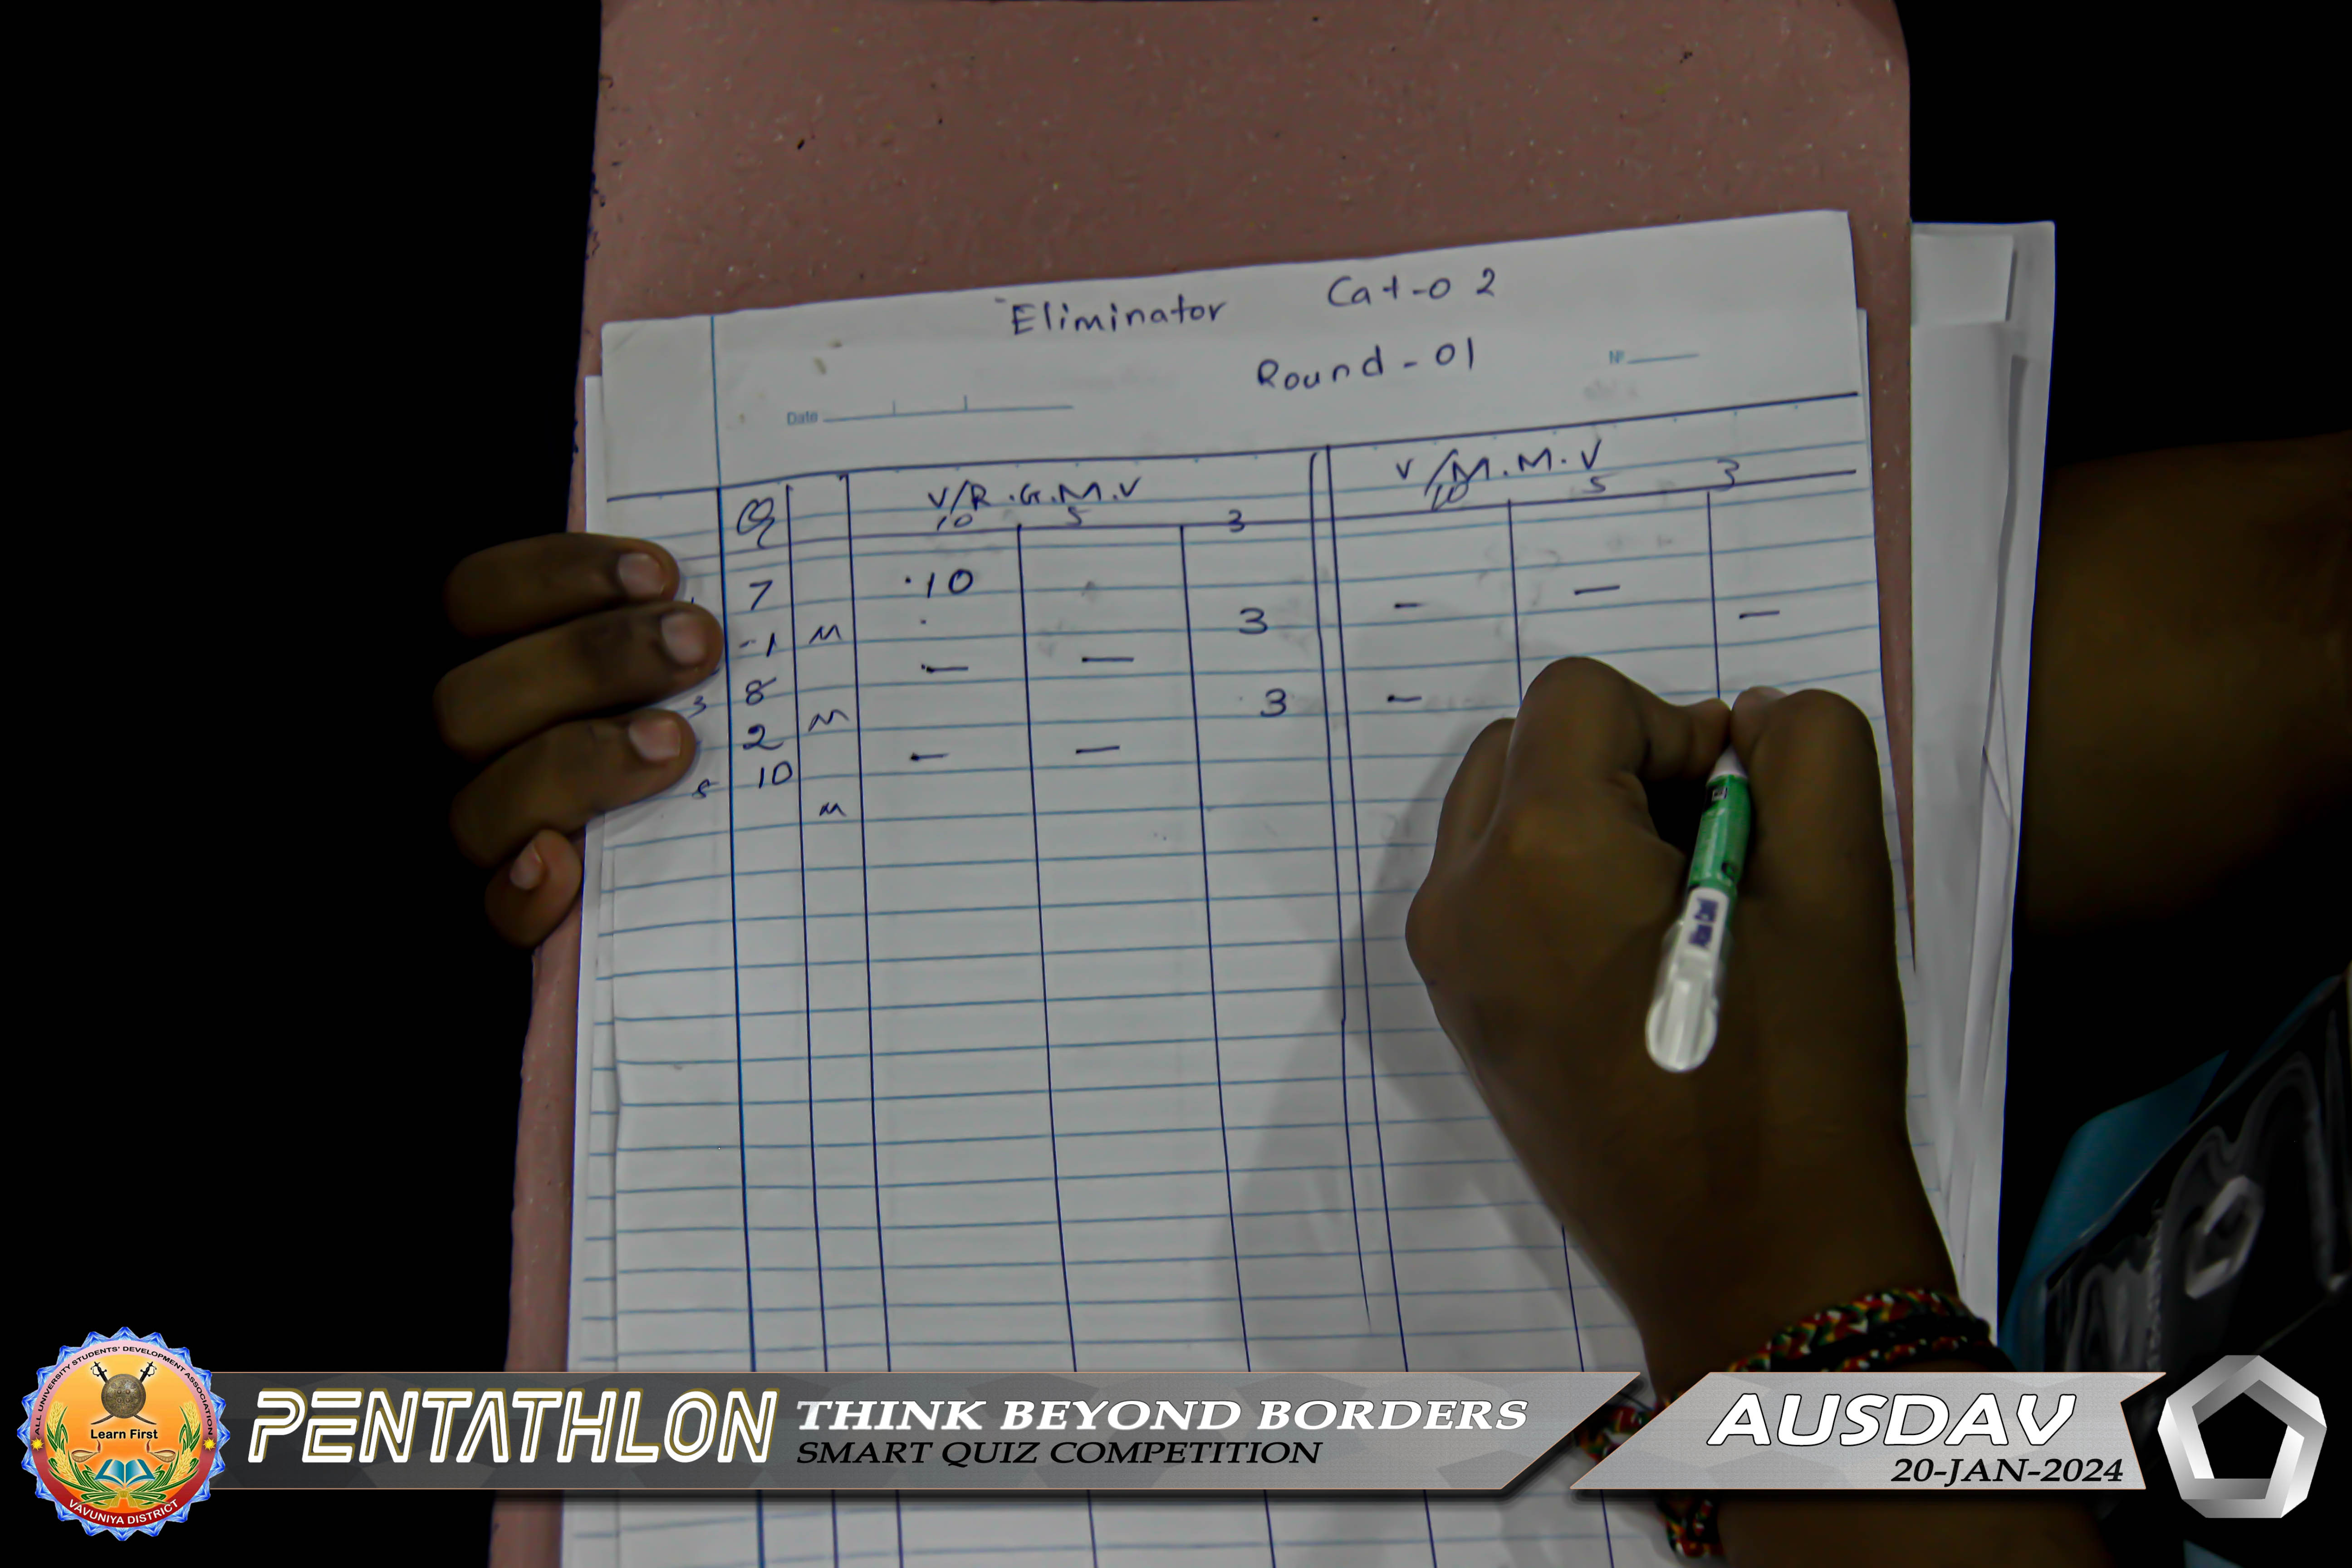 Eliminator Cat-02
Round-01
Nº
Date
Q V/R.G.M.V V/M.M.V
10 5 3 10 5 3
7 ·10
-1 M 3 — — —
3 8 — —
2 M 3 —
5 10 — —
M
ALL UNIVERSITY STUDENTS' DEVELOPMENT ASSOCIATION
Learn First
VAVUNIYA DISTRICT
PENTATHLON THINK BEYOND BORDERS
SMART QUIZ COMPETITION
AUSDAV
20-JAN-2024